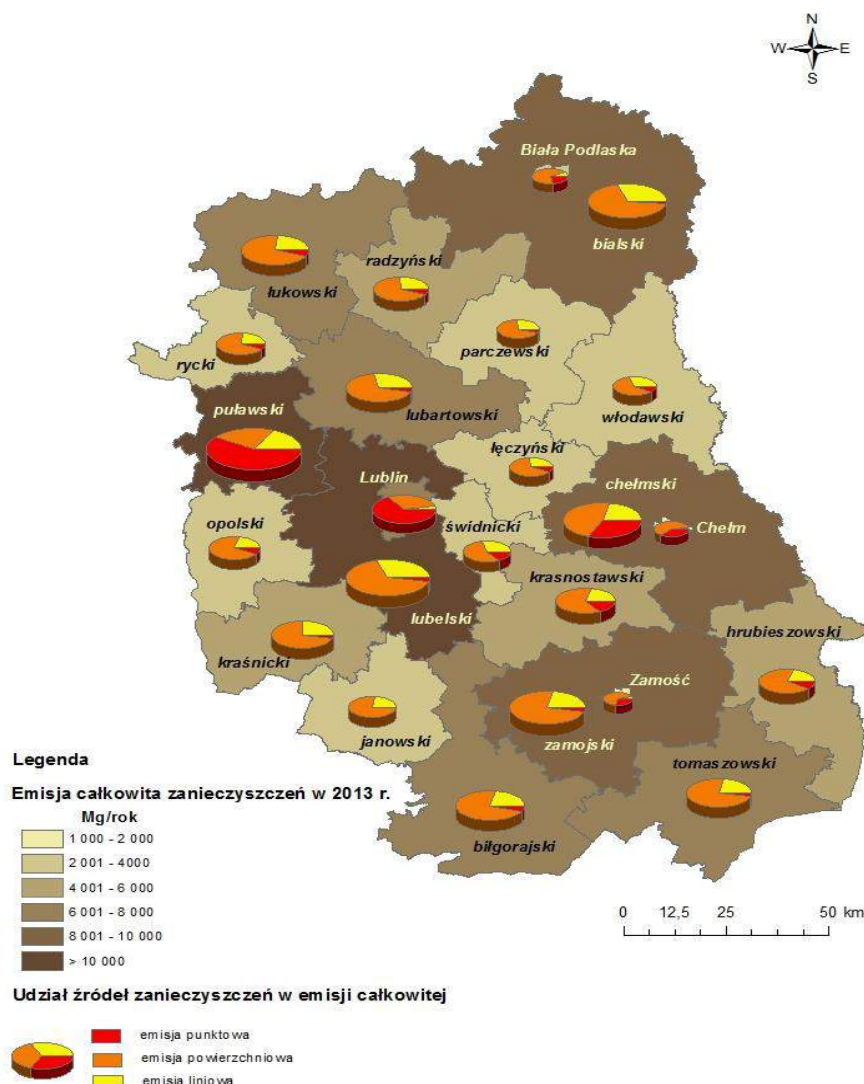 N
W E
S
Biała Podlaska
bialski
radzyński
łukowski
parczewski
rycki
włodawski
lubartowski
puławski
łęczyński
Lublin
chełmski
opolski
świdnicki
Chełm
krasnostawski
lubelski
hrubieszowski
kraśnicki
Zamość
janowski
zamojski
tomaszowski
biłgorajski
Legenda
Emisja całkowita zanieczyszczeń w 2013 r.
Mg/rok
1 000 - 2 000
2 001 - 4000
4 001 - 6 000
6 001 - 8 000
8 001 - 10 000
> 10 000
0 12,5 25 50 km
Udział źródeł zanieczyszczeń w emisji całkowitej
emisja punktowa
emisja powierzchniowa
emisja liniowa